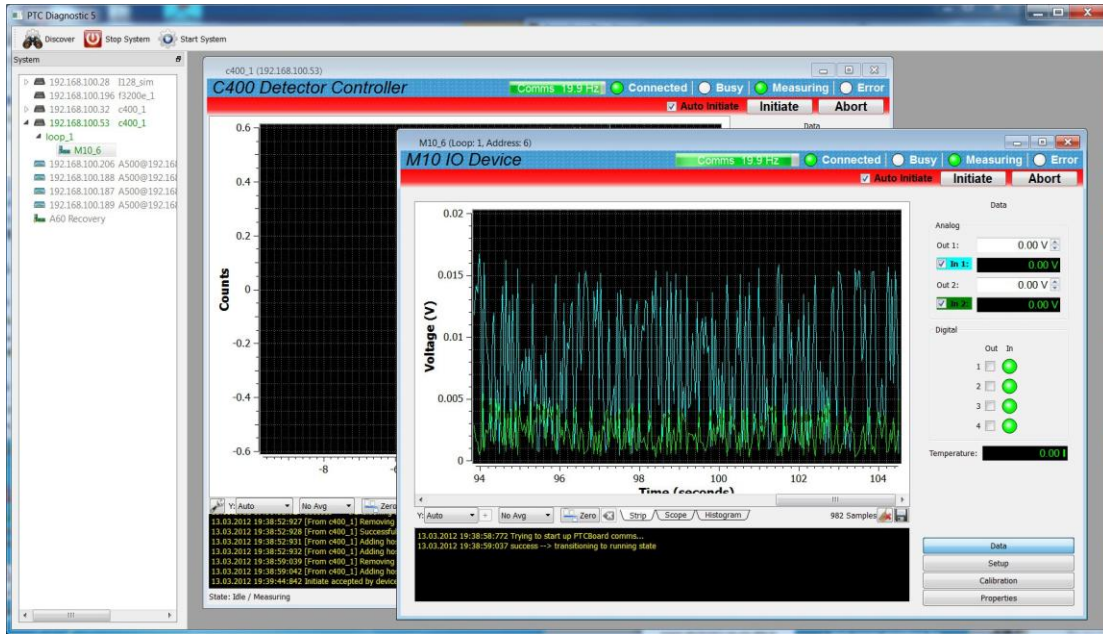 PTC Diagnostic 5
Discover Stop System Start System
System
192.168.100.28 I128_sim
192.168.100.196 f3200e_1
192.168.100.32 c400_1
192.168.100.53 c400_1
loop_1
M10_6
192.168.100.206 A500@192.168
192.168.100.188 A500@192.168
192.168.100.187 A500@192.168
192.168.100.189 A500@192.168
A60 Recovery
c400_1 (192.168.100.53)
C400 Detector Controller Comms 19.9 Hz Connected Busy Measuring Error
Auto Initiate Initiate Abort
Data
0.6
0.4
0.2
0
-0.2
-0.4
-0.6
Counts
-8
Y: Auto No Avg Zero
13.03.2012 19:38:52:927 [From c400_1] Removing
13.03.2012 19:38:52:928 [From c400_1] Successful
13.03.2012 19:38:52:931 [From c400_1] Adding ho
13.03.2012 19:38:52:932 [From c400_1] Adding ho
13.03.2012 19:38:59:039 [From c400_1] Removing
13.03.2012 19:38:59:042 [From c400_1] Adding ho
13.03.2012 19:39:44:842 Initiate accepted by device
State: Idle / Measuring
M10_6 (Loop: 1, Address: 6)
M10 IO Device Comms 19.9 Hz Connected Busy Measuring Error
Auto Initiate Initiate Abort
0.02
0.015
0.01
0.005
0
Voltage (V)
94 96 98 100 102 104
Time (seconds)
Y: Auto No Avg Zero Strip Scope Histogram 982 Samples
13.03.2012 19:38:58:772 Trying to start up PTCBoard comms...
13.03.2012 19:38:59:037 success --> transitioning to running state
Data
Analog
Out 1: 0.00 V
In 1: 0.00 V
Out 2: 0.00 V
In 2: 0.00 V
Digital
Out In
1
2
3
4
Temperature: 0.00
Data
Setup
Calibration
Properties